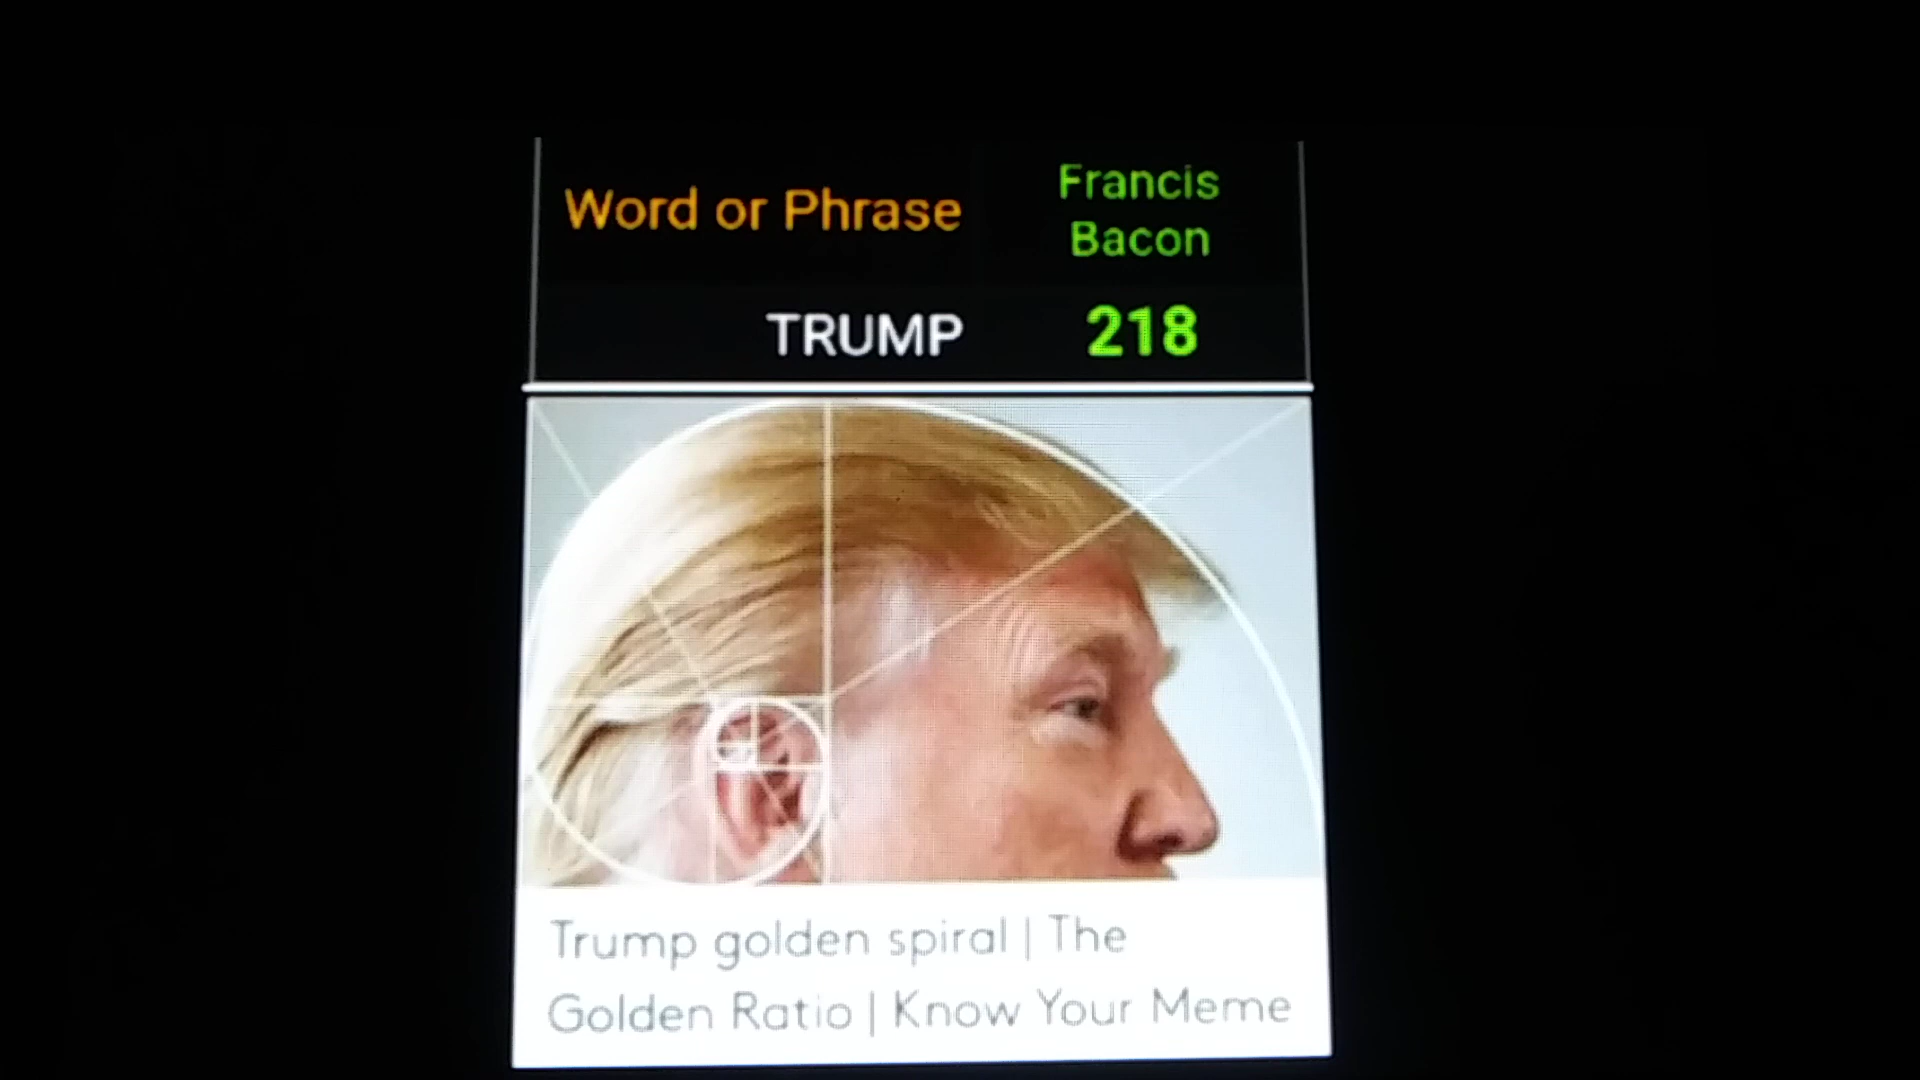 Word or Phrase
Francis
Bacon
TRUMP
218
Trump golden spiral | The
Golden Ratio | Know Your Meme